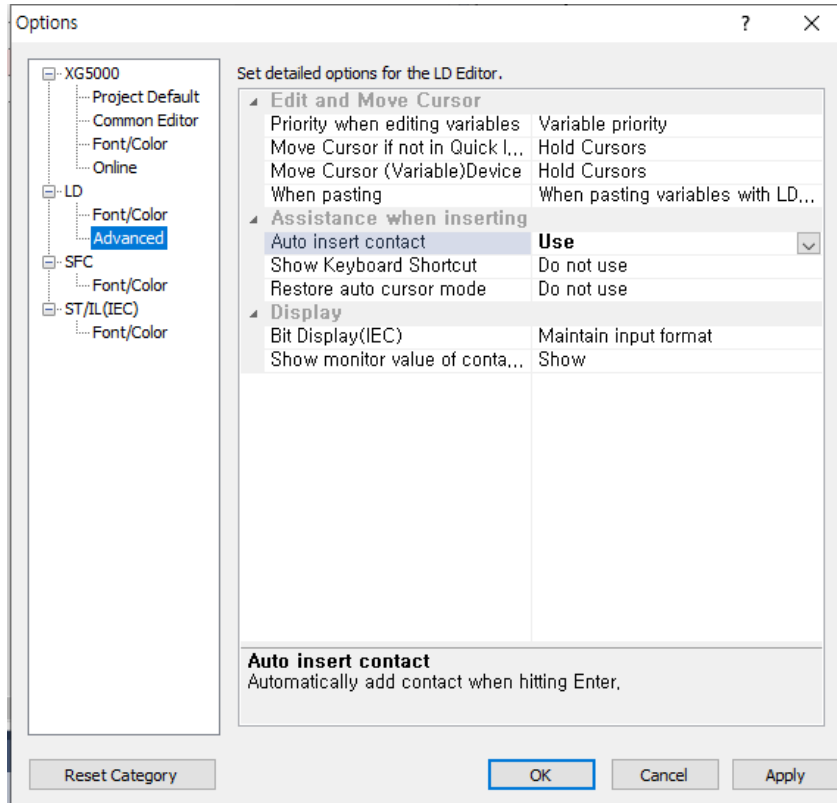 Options
?
XG5000
Project Default
Common Editor
Font/Color
Online
LD
Font/Color
Advanced
SFC
Font/Color
ST/IL(IEC)
Font/Color
Set detailed options for the LD Editor.
Edit and Move Cursor
Priority when editing variables Variable priority
Move Cursor if not in Quick I... Hold Cursors
Move Cursor (Variable)Device Hold Cursors
When pasting When pasting variables with LD...
Assistance when inserting
Auto insert contact Use
Show Keyboard Shortcut Do not use
Restore auto cursor mode Do not use
Display
Bit Display(IEC) Maintain input format
Show monitor value of conta... Show
Auto insert contact
Automatically add contact when hitting Enter.
Reset Category OK Cancel Apply